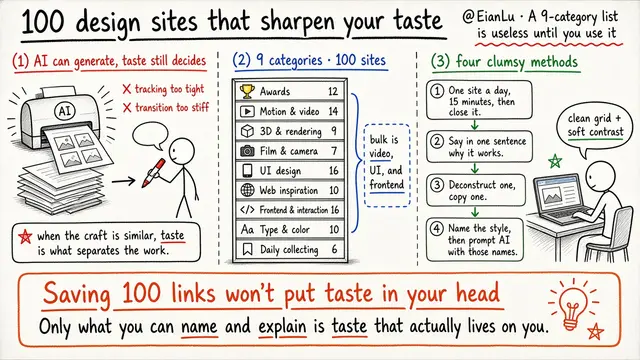 100 design sites that sharpen your taste
@EianLu · A 9-category list
is useless until you use it
(1) AI can generate, taste still decides
AI
× tracking too tight
× transition too stiff
when the craft is similar, taste
is what separates the work.
(2) 9 categories · 100 sites
Awards 12
Motion & video 14
3D & rendering 9
Film & camera 7
UI design 16
Web inspiration 10
</> Frontend & interaction 16
Aa Type & color 10
Daily collecting 6
bulk is
video,
UI, and
frontend
(3) four clumsy methods
1 One site a day,
15 minutes, then
close it.
2 Say in one sentence
why it works.
3 Deconstruct one,
copy one.
4 Name the style,
then prompt AI
with those names.
clean grid +
soft contrast
Saving 100 links won't put taste in your head
Only what you can name and explain is taste that actually lives on you.